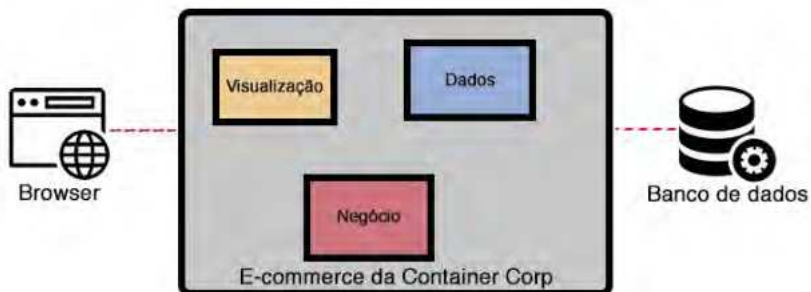 Visualização
Dados
Browser
Banco de dados
Negócio
E-commerce da Container Corp